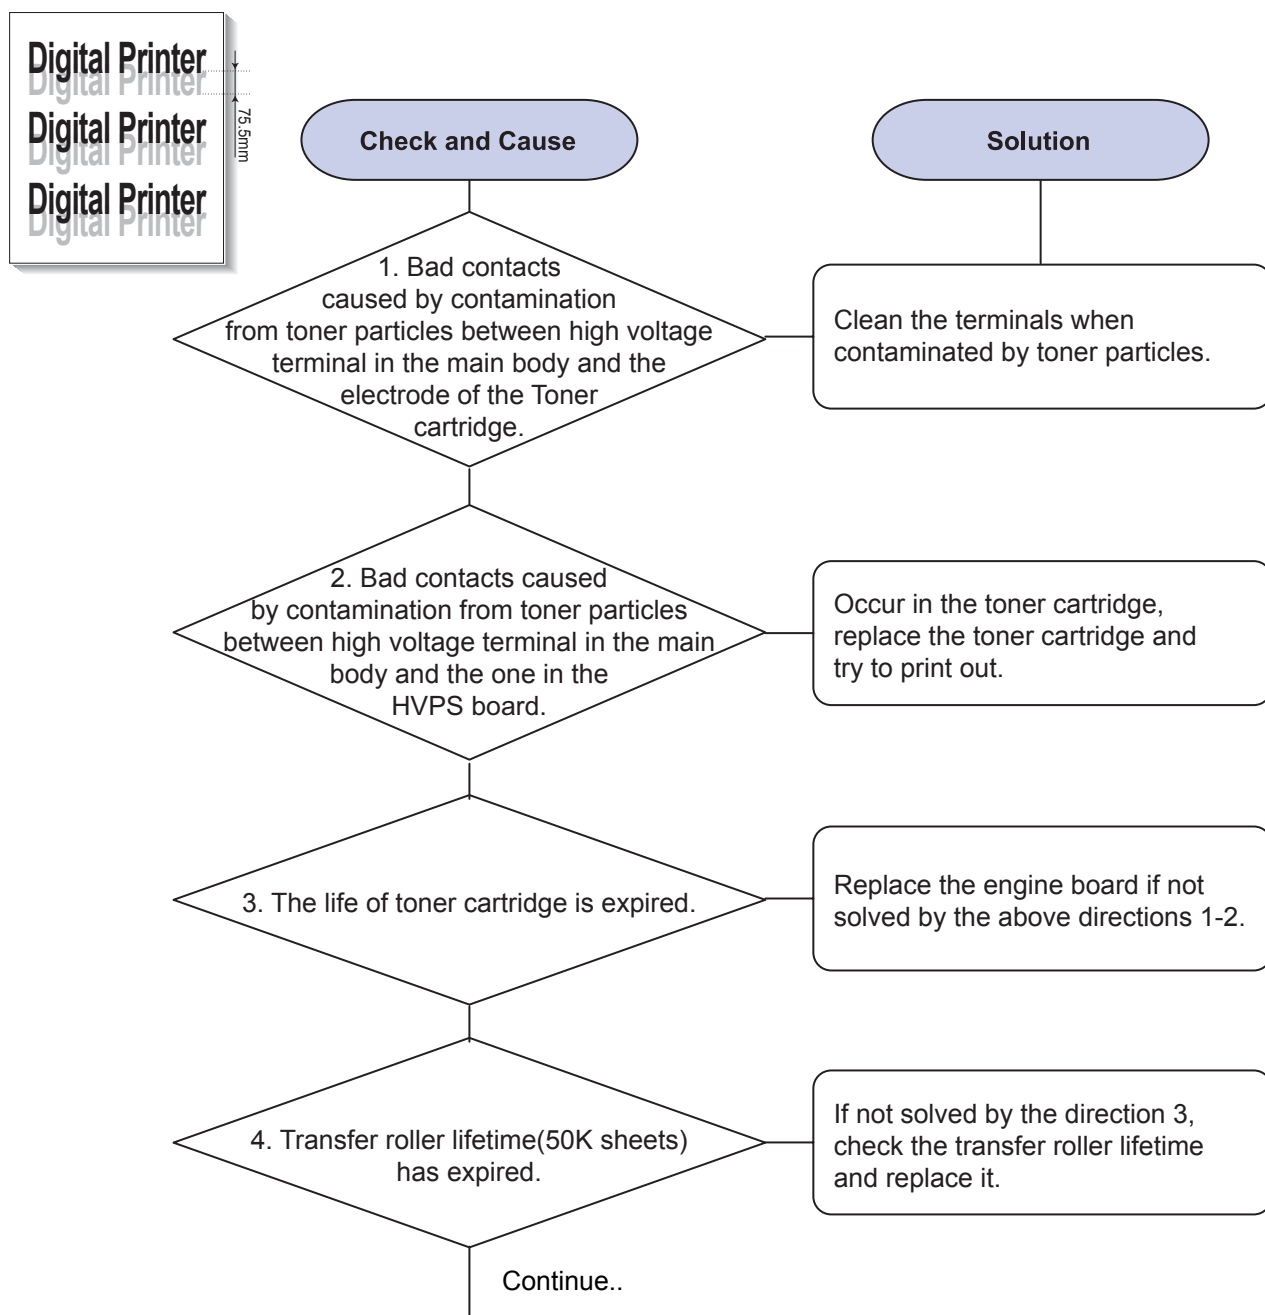 Digital Printer
Digital Printer
Digital Printer
Digital Printer
Digital Printer
Digital Printer
75.5mm
Check and Cause
Solution
1. Bad contacts
caused by contamination
from toner particles between high voltage
terminal in the main body and the
electrode of the Toner
cartridge.
Clean the terminals when
contaminated by toner particles.
2. Bad contacts caused
by contamination from toner particles
between high voltage terminal in the main
body and the one in the
HVPS board.
Occur in the toner cartridge,
replace the toner cartridge and
try to print out.
3. The life of toner cartridge is expired.
Replace the engine board if not
solved by the above directions 1-2.
4. Transfer roller lifetime(50K sheets)
has expired.
If not solved by the direction 3,
check the transfer roller lifetime
and replace it.
Continue..